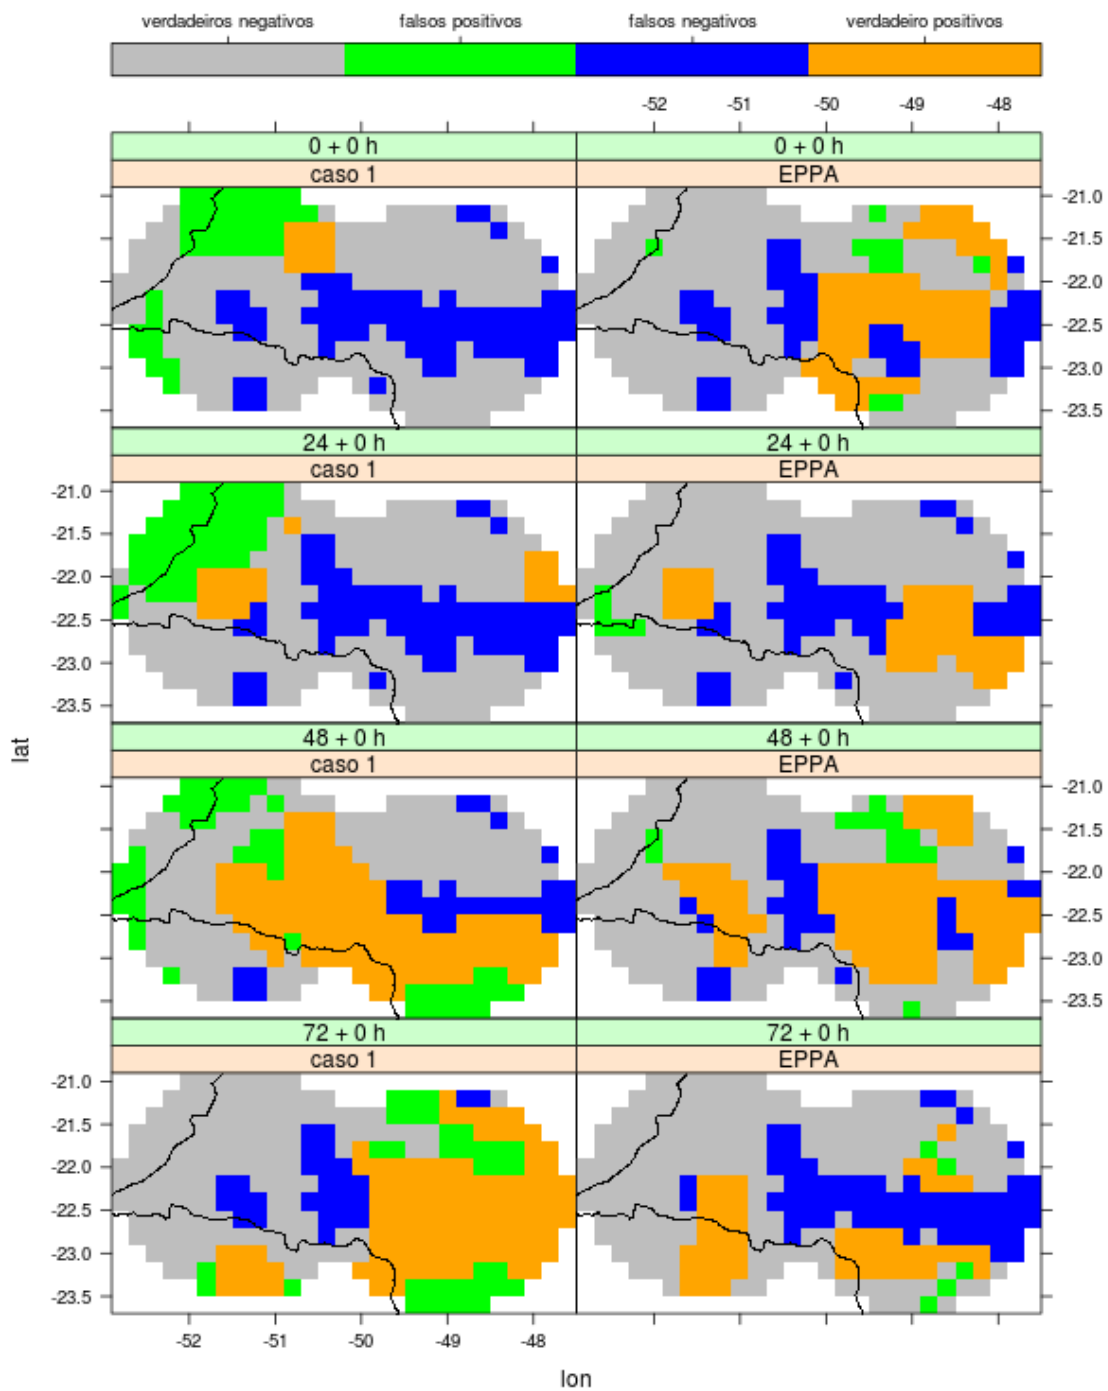 verdadeiros negativos falsos positivos falsos negativos verdadeiro positivos
-52 -51 -50 -49 -48
0 + 0 h 0 + 0 h
caso 1 EPPA
-21.0
-21.5
-22.0
-22.5
-23.0
-23.5
24 + 0 h 24 + 0 h
caso 1 EPPA
-21.0
-21.5
-22.0
-22.5
-23.0
-23.5
48 + 0 h 48 + 0 h
caso 1 EPPA
-21.0
-21.5
-22.0
-22.5
-23.0
-23.5
72 + 0 h 72 + 0 h
caso 1 EPPA
-21.0
-21.5
-22.0
-22.5
-23.0
-23.5
-52 -51 -50 -49 -48
lat
lon